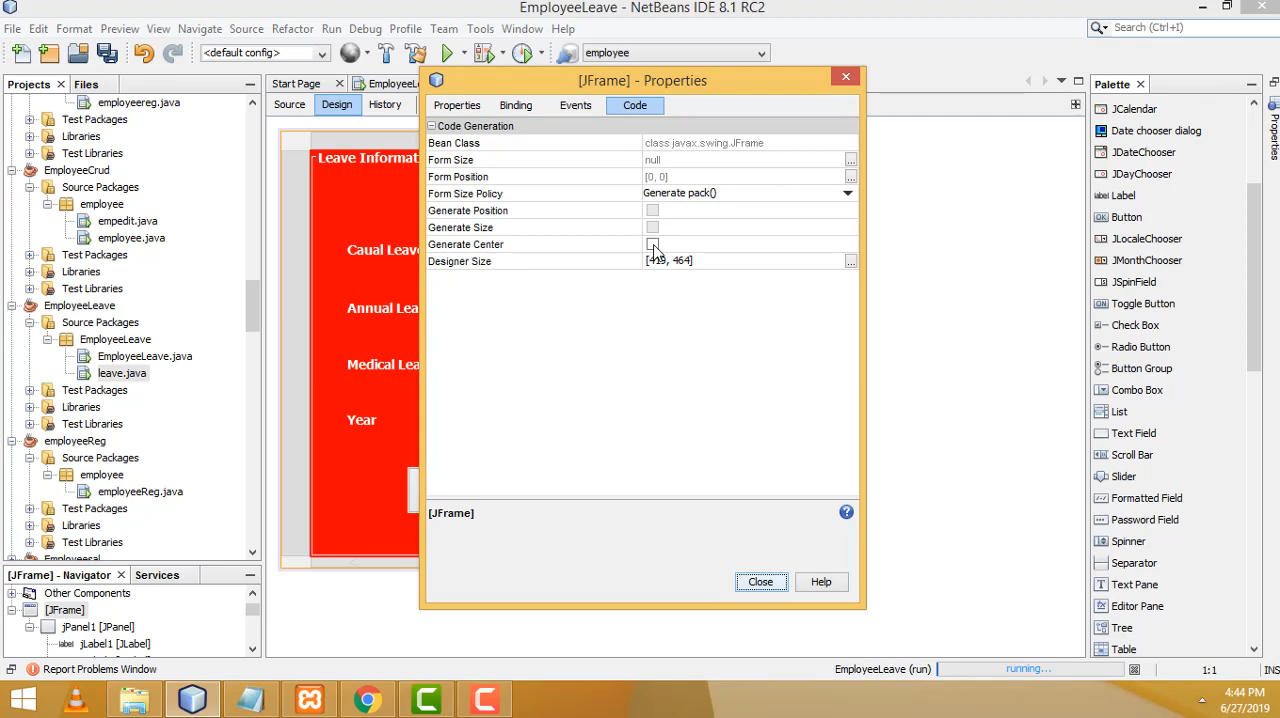 EmployeeLeave - NetBeans IDE 8.1 RC2
File Edit Format Preview View Navigate Source Refactor Run Debug Profile Team Tools Window Help
Search (Ctrl+I)
<default config>
employee
Projects
Files
Start Page
EmployeeL
Source
Design
History
employeereg.java
Test Packages
Libraries
Test Libraries
EmployeeCrud
Source Packages
employee
empedit.java
employee.java
Test Packages
Libraries
Test Libraries
EmployeeLeave
Source Packages
EmployeeLeave
EmployeeLeave.java
leave.java
Test Packages
Libraries
Test Libraries
employeeReg
Source Packages
employee
employeeReg.java
Test Packages
Libraries
Test Libraries
Employeesal
[JFrame] - Navigator
Services
Other Components
[JFrame]
jPanel1 [JPanel]
label
jLabel1 [JLabel]
Leave Informat
Caual Leave
Annual Lea
Medical Lea
Year
[JFrame] - Properties
Properties
Binding
Events
Code
Code Generation
Bean Class class javax.swing.JFrame
Form Size null
...
Form Position [0, 0]
...
Form Size Policy Generate pack()
Generate Position
Generate Size
Generate Center
Designer Size 464]
...
[JFrame]
Close
Help
Palette
JCalendar
Date chooser dialog
JDateChooser
JDayChooser
Label
OK Button
JLocaleChooser
JMonthChooser
JSpinField
ON Toggle Button
Check Box
Radio Button
Button Group
Combo Box
List
Text Field
Scroll Bar
Slider
Formatted Field
Password Field
Spinner
Separator
Text Pane
Editor Pane
Tree
Table
Properties
Report Problems Window
EmployeeLeave (run)
running...
1:1
INS
4:44 PM
6/27/2019